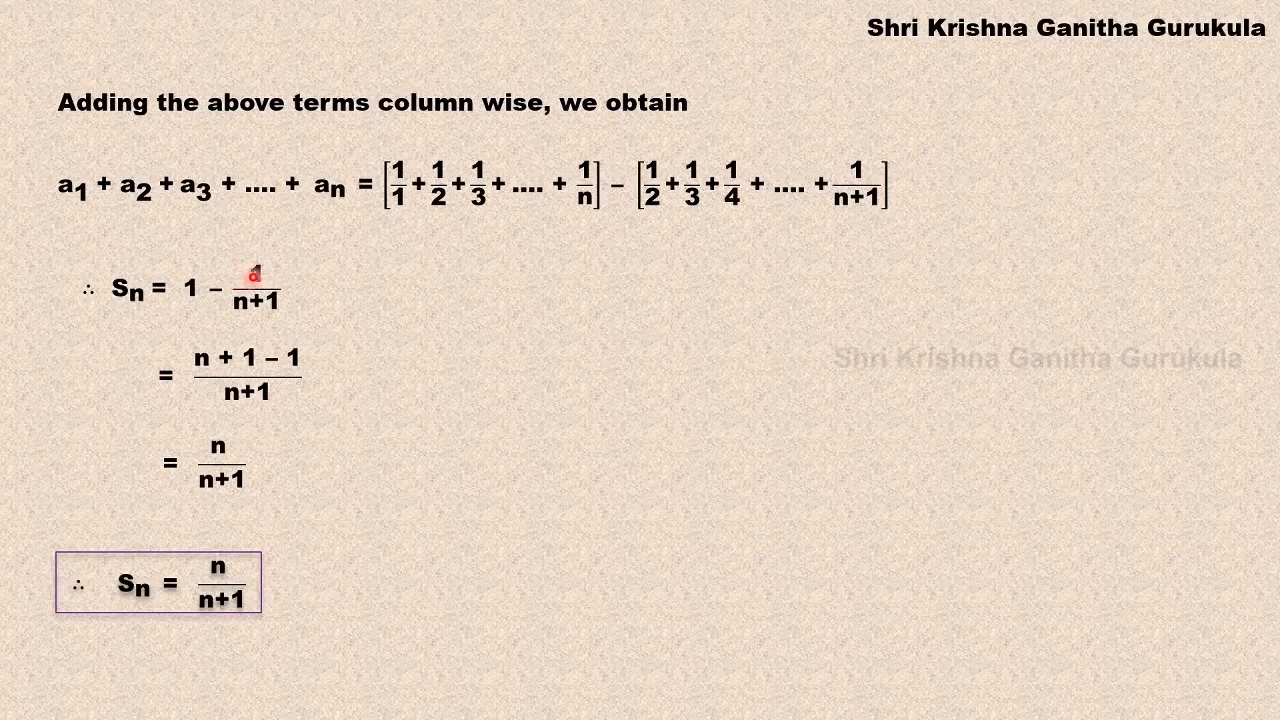 Shri Krishna Ganitha Gurukula
Adding the above terms column wise, we obtain
a₁ + a₂ + a₃ + .... + aₙ = [1/1 + 1/2 + 1/3 + .... + 1/n] – [1/2 + 1/3 + 1/4 + .... + 1/n+1]
∴ Sₙ = 1 – 1/n+1
= n + 1 – 1/n+1
Shri Krishna Ganitha Gurukula
= n/n+1
∴ Sₙ = n/n+1